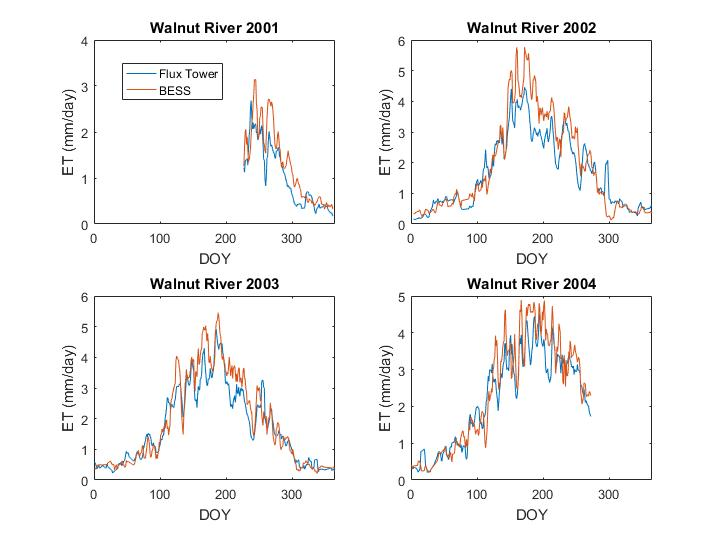 Walnut River 2001
4
3
2
1
0
ET (mm/day)
Flux Tower
BESS
0 100 200 300
DOY
Walnut River 2002
6
5
4
3
2
1
0
ET (mm/day)
0 100 200 300
DOY
Walnut River 2003
6
5
4
3
2
1
0
ET (mm/day)
0 100 200 300
DOY
Walnut River 2004
5
4
3
2
1
0
ET (mm/day)
0 100 200 300
DOY